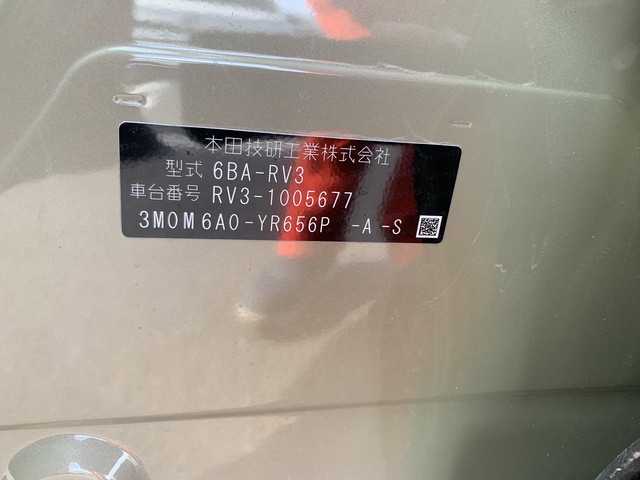 本田技研工業株式会社
型式 6BA-RV3
車台番号 RV3-1005677
3M0M6A0-YR656P -A-S